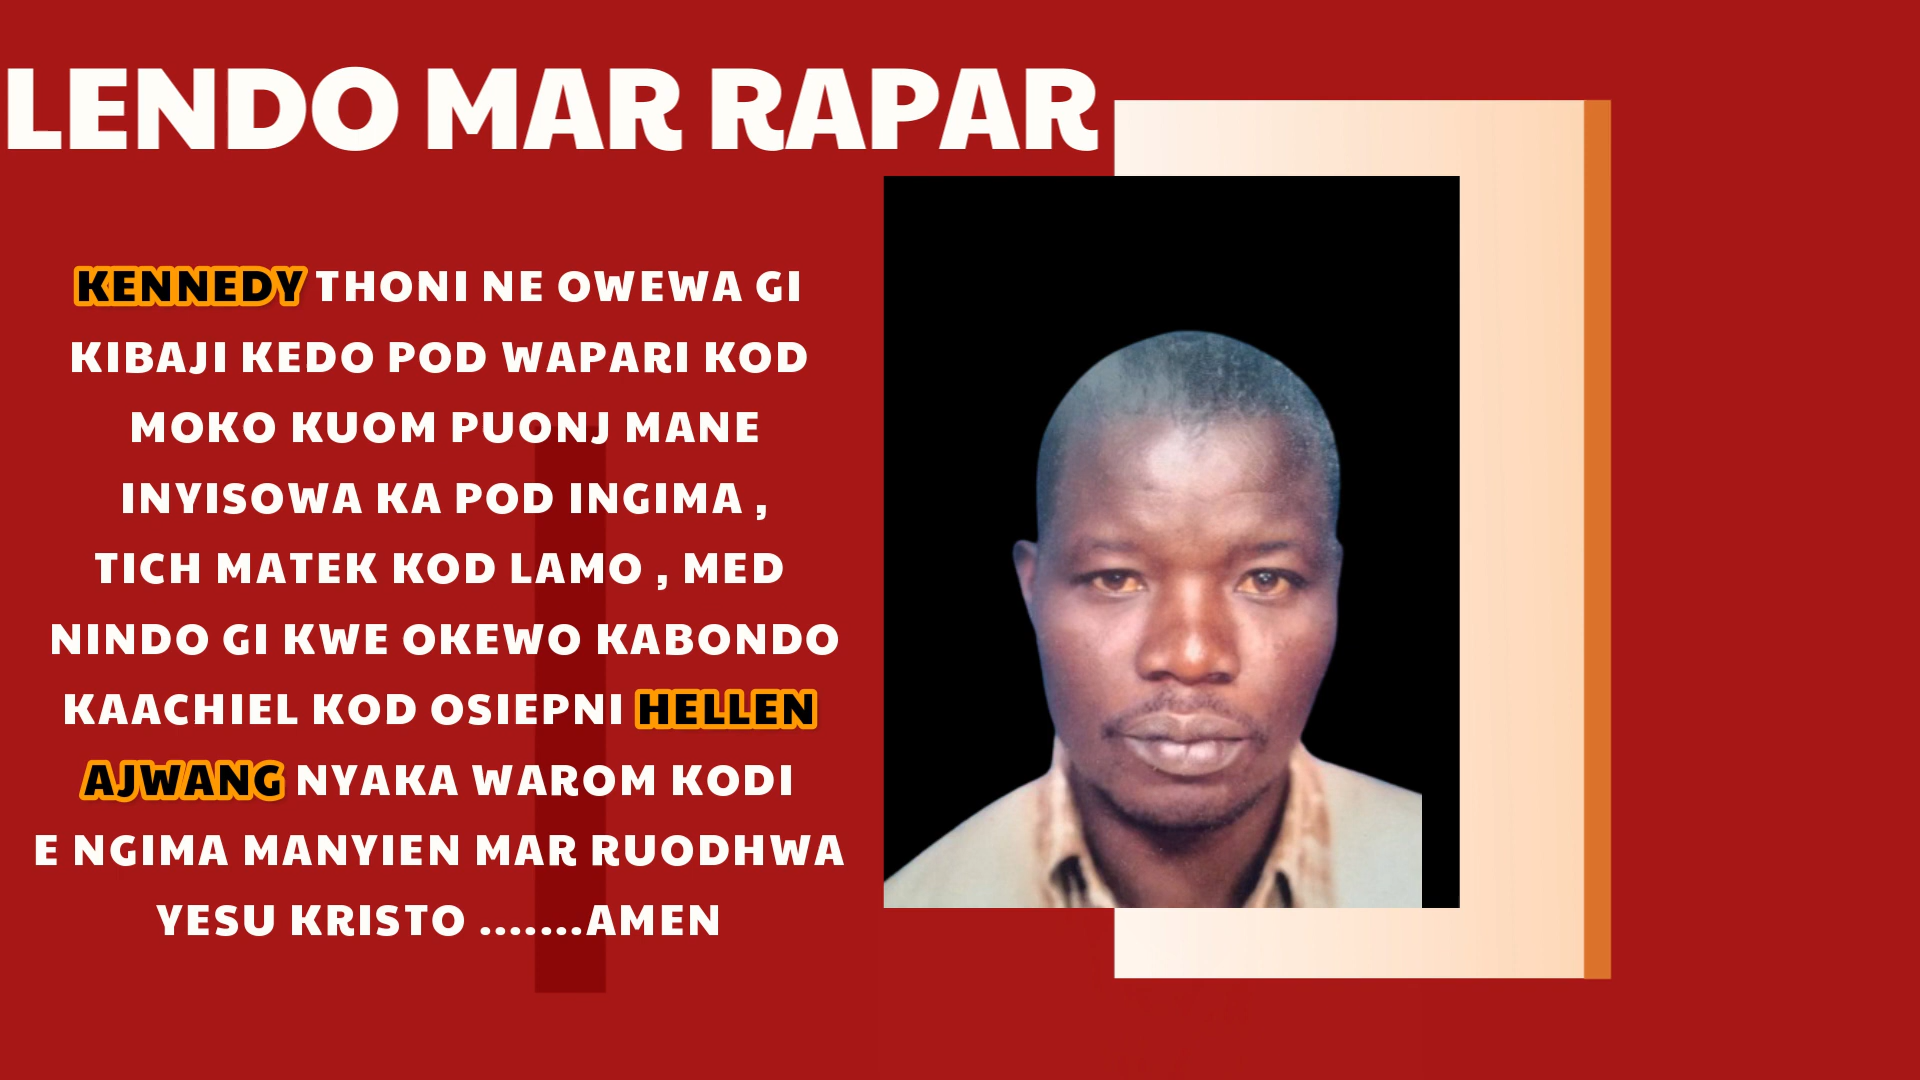 LENDO MAR RAPAR
KENNEDY THONI NE OWEWA GI
KIBAJI KEDO POD WAPARI KOD
MOKO KUOM PUONJ MANE
INYISOWA KA POD INGIMA ,
TICH MATEK KOD LAMO , MED
NINDO GI KWE OKEWO KABONDO
KAACHIEL KOD OSIEPNI HELLEN
AJWANG NYAKA WAROM KODI
E NGIMA MANYIEN MAR RUODHWA
YESU KRISTO .......AMEN